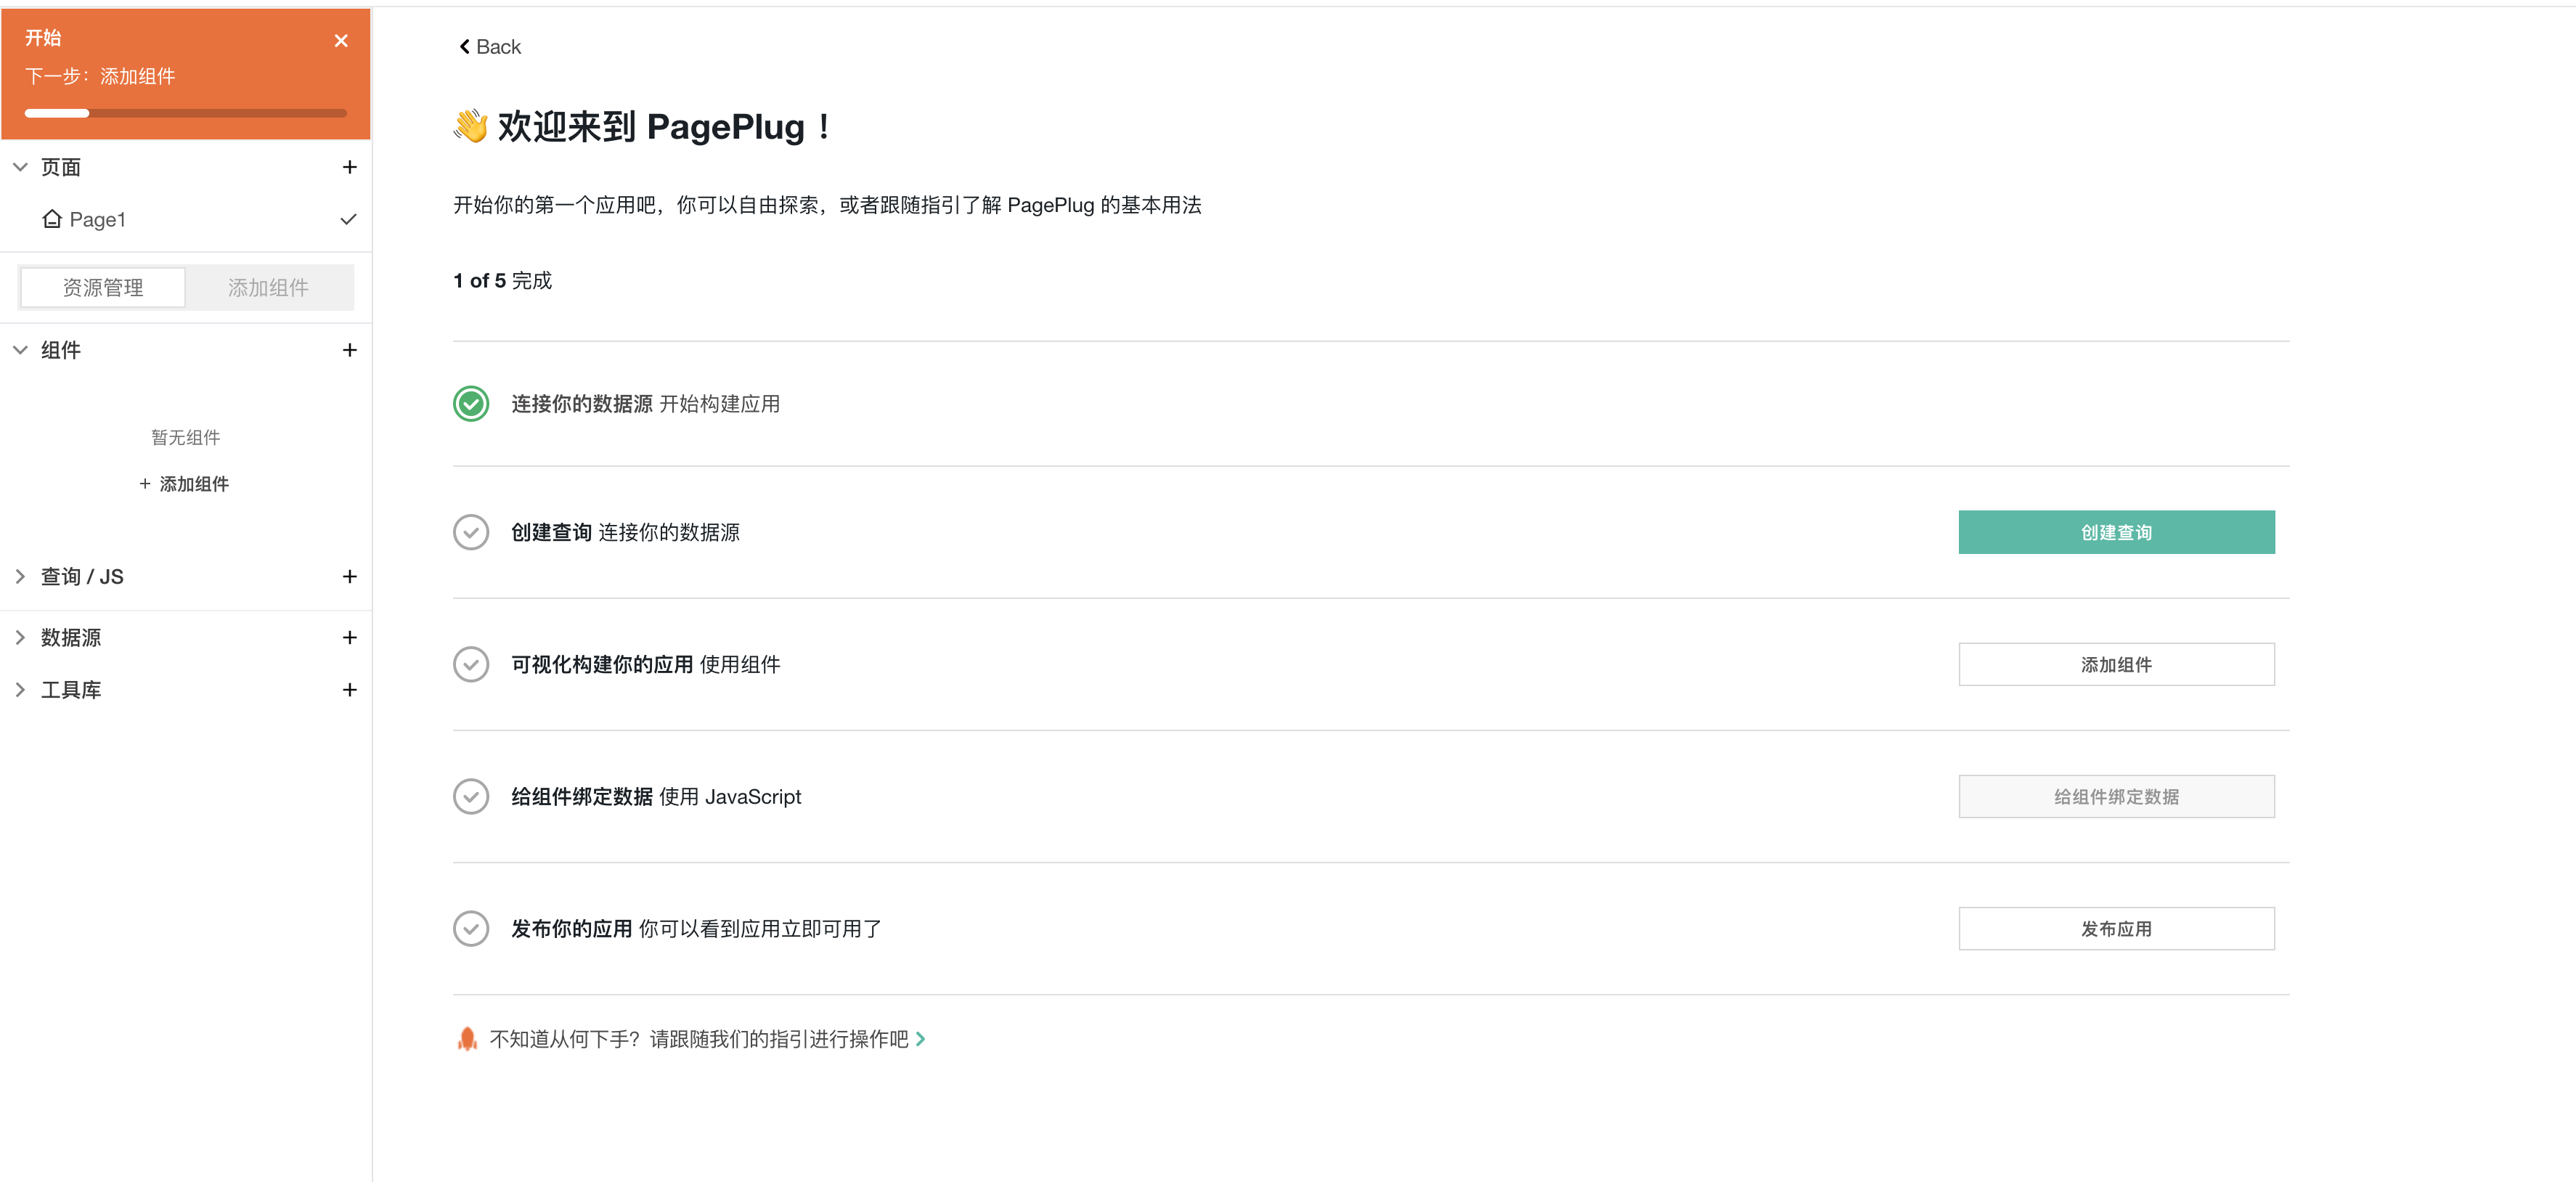 开始
下一步：添加组件
页面
Page1
资源管理
添加组件
组件
暂无组件
+ 添加组件
查询 / JS
数据源
工具库
Back
👋 欢迎来到 PagePlug！
开始你的第一个应用吧，你可以自由探索，或者跟随指引了解 PagePlug 的基本用法
1 of 5 完成
连接你的数据源 开始构建应用
创建查询 连接你的数据源
创建查询
可视化构建你的应用 使用组件
添加组件
给组件绑定数据 使用 JavaScript
给组件绑定数据
发布你的应用 你可以看到应用立即可用了
发布应用
不知道从何下手？请跟随我们的指引进行操作吧